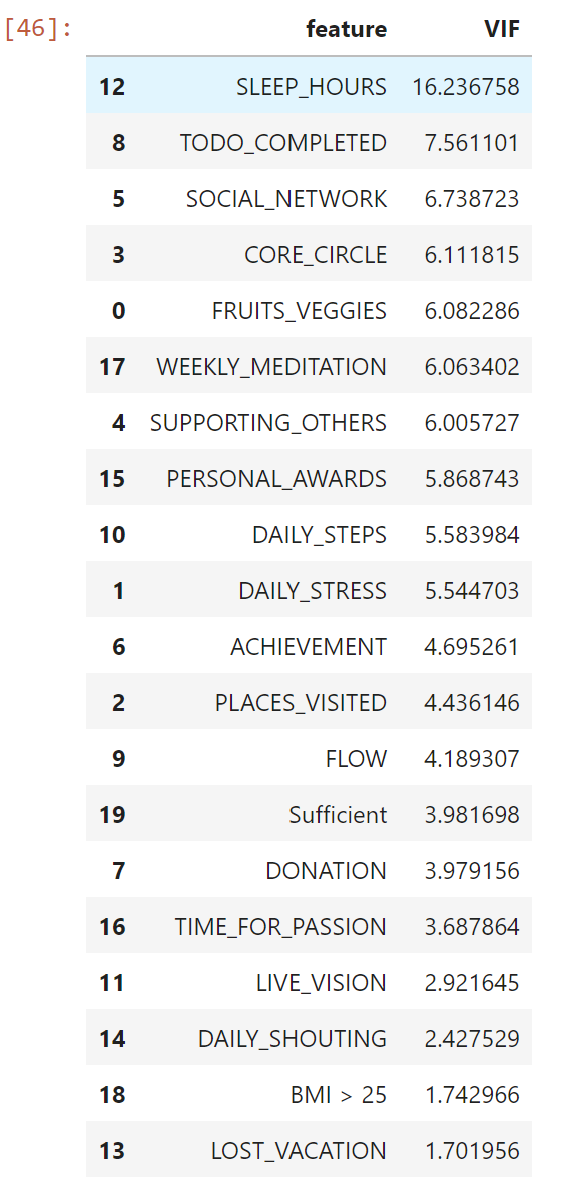 [46]: feature VIF
12 SLEEP_HOURS 16.236758
8 TODO_COMPLETED 7.561101
5 SOCIAL_NETWORK 6.738723
3 CORE_CIRCLE 6.111815
0 FRUITS_VEGGIES 6.082286
17 WEEKLY_MEDITATION 6.063402
4 SUPPORTING_OTHERS 6.005727
15 PERSONAL_AWARDS 5.868743
10 DAILY_STEPS 5.583984
1 DAILY_STRESS 5.544703
6 ACHIEVEMENT 4.695261
2 PLACES_VISITED 4.436146
9 FLOW 4.189307
19 Sufficient 3.981698
7 DONATION 3.979156
16 TIME_FOR_PASSION 3.687864
11 LIVE_VISION 2.921645
14 DAILY_SHOUTING 2.427529
18 BMI > 25 1.742966
13 LOST_VACATION 1.701956